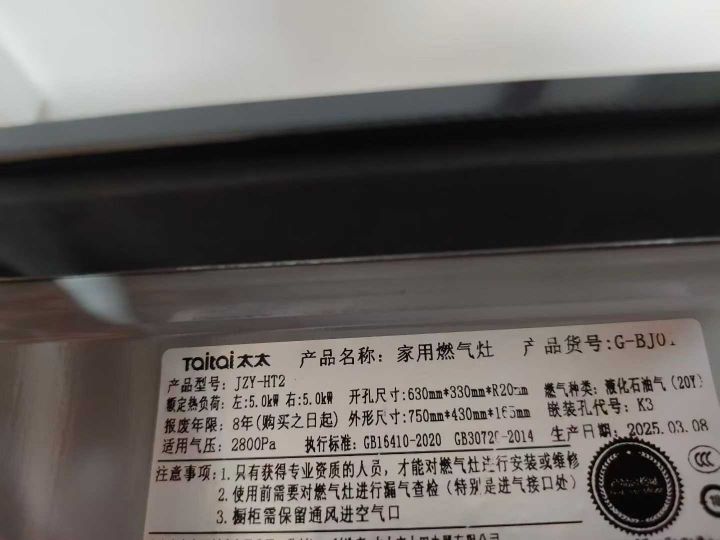 Taitai 太太 产品名称: 家用燃气灶 产品货号:G-BJ01
产品型号: JZY-HT2
额定热负荷: 左:5.0kW 右:5.0kW 开孔尺寸:630mm*330mm*R20mm 燃气种类: 液化石油气(20Y)
报废年限: 8年(购买之日起) 外形尺寸:750mm*430mm*165mm 嵌装孔代号: K3
适用气压: 2800Pa 执行标准: GB16410-2020 GB30720-2014 生产日期: 2025.03.08
注意事项:1.只有获得专业资质的人员，才能对燃气灶进行安装或维修
2.使用前需要对燃气灶进行漏气查检(特别是进气接口处)
3.橱柜需保留通风进空气口
CCC